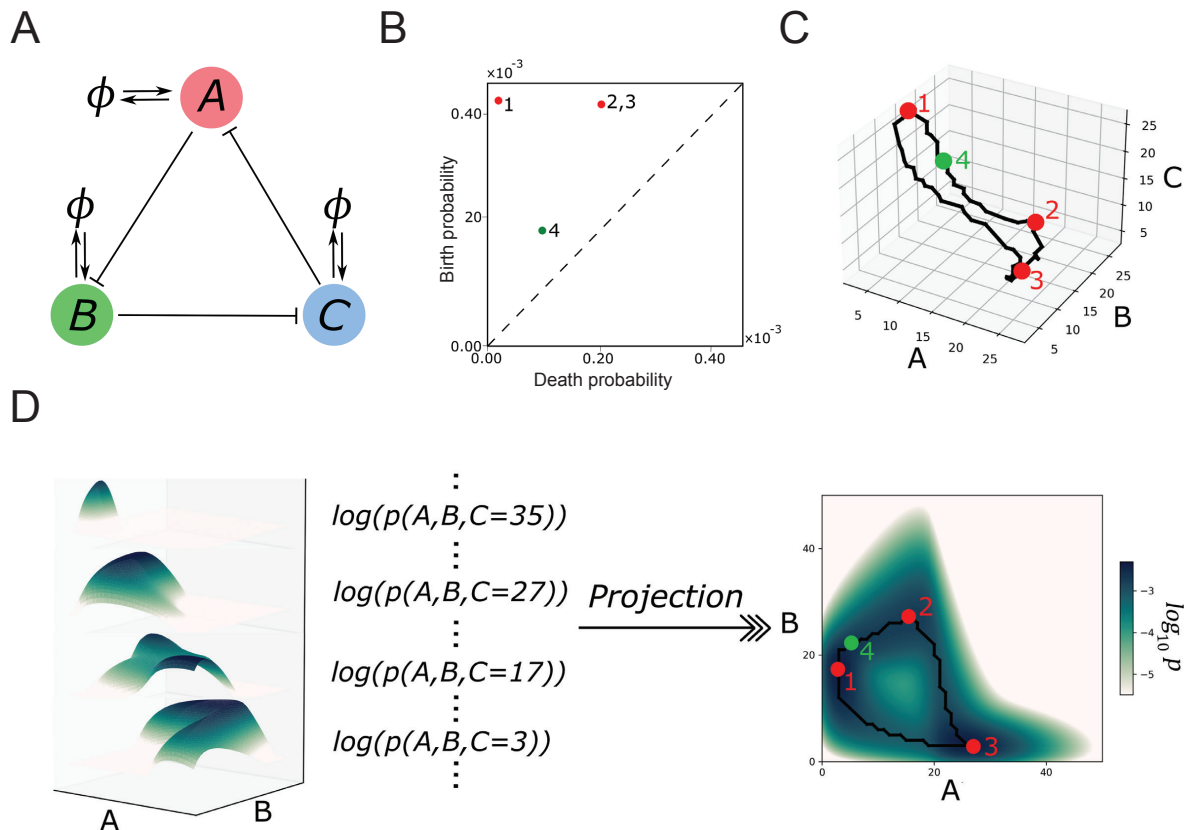 A
B
C
ϕ
A
ϕ
ϕ
B
C
×10⁻³
0.40
20
0.00
1
2,3
4
0.00
0.20
0.40
×10⁻³
Birth probability
Death probability
1
4
2
3
25
20
15
10
5
C
5
10
15
20
25
A
5
10
15
20
25
B
D
log(p(A,B,C=35))
log(p(A,B,C=27))
log(p(A,B,C=17))
log(p(A,B,C=3))
A
B
Projection
B
40
20
0
2
4
1
3
0
20
40
A
−3
−4
−5
log₁₀ p